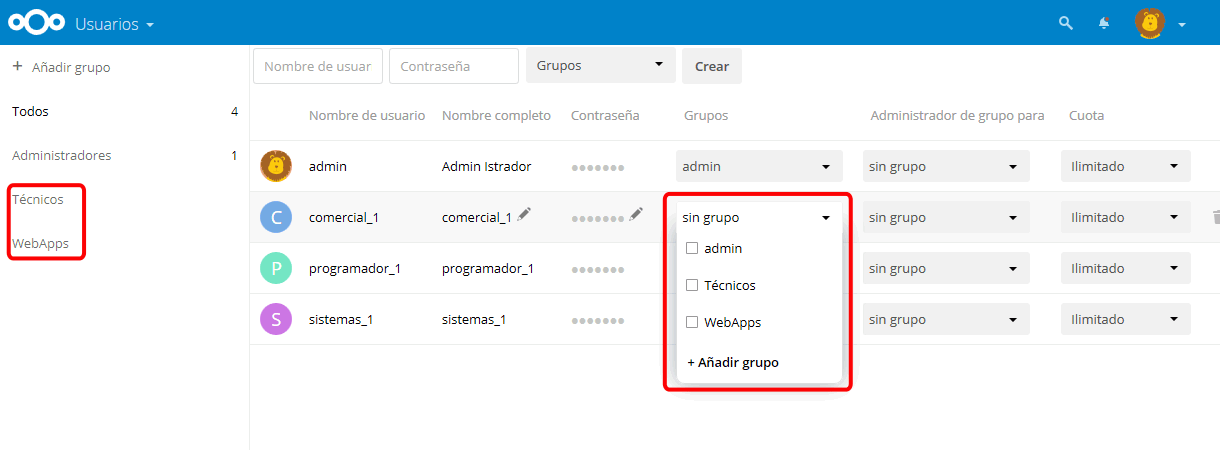 Usuarios
+ Añadir grupo
Nombre de usuar Contraseña Grupos Crear
Todos 4
Nombre de usuario Nombre completo Contraseña Grupos Administrador de grupo para Cuota
Administradores 1
admin Admin Istrador ●●●●●●● admin sin grupo Ilimitado
Técnicos
C comercial_1 comercial_1 ●●●●●●● sin grupo sin grupo Ilimitado
WebApps
admin
P programador_1 programador_1 ●●●●●●● sin grupo Ilimitado
Técnicos
S sistemas_1 sistemas_1 ●●●●●●● sin grupo Ilimitado
WebApps
+ Añadir grupo